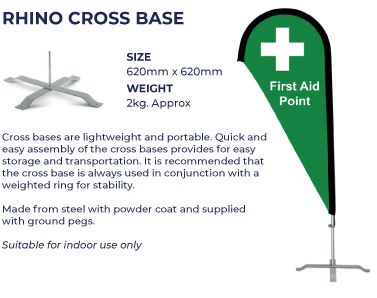 RHINO CROSS BASE
SIZE
620mm x 620mm
WEIGHT
2kg. Approx
First Aid
Point
Cross bases are lightweight and portable. Quick and
easy assembly of the cross bases provides for easy
storage and transportation. It is recommended that
the cross base is always used in conjunction with a
weighted ring for stability.
Made from steel with powder coat and supplied
with ground pegs.
Suitable for indoor use only